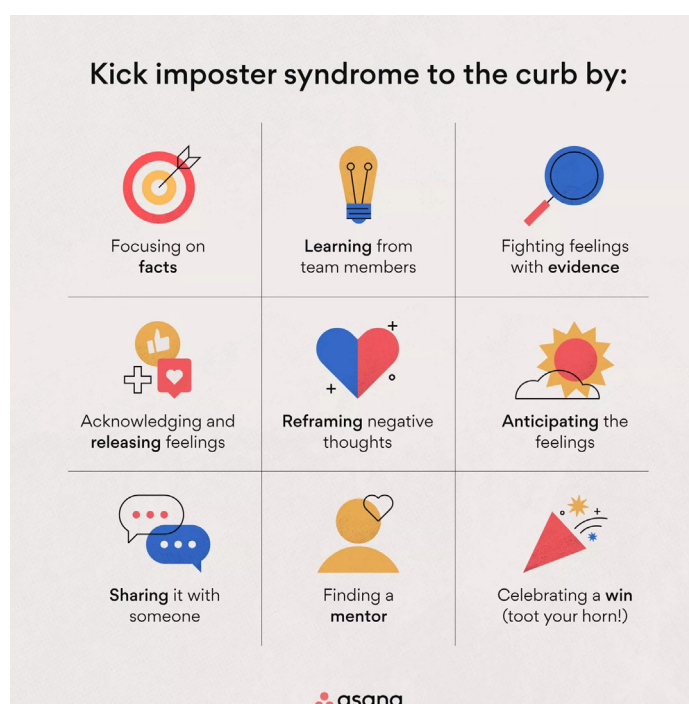 Kick imposter syndrome to the curb by:
Focusing on
facts
Learning from
team members
Fighting feelings
with evidence
Acknowledging and
releasing feelings
Reframing negative
thoughts
Anticipating the
feelings
Sharing it with
someone
Finding a
mentor
Celebrating a win
(toot your horn!)
asana